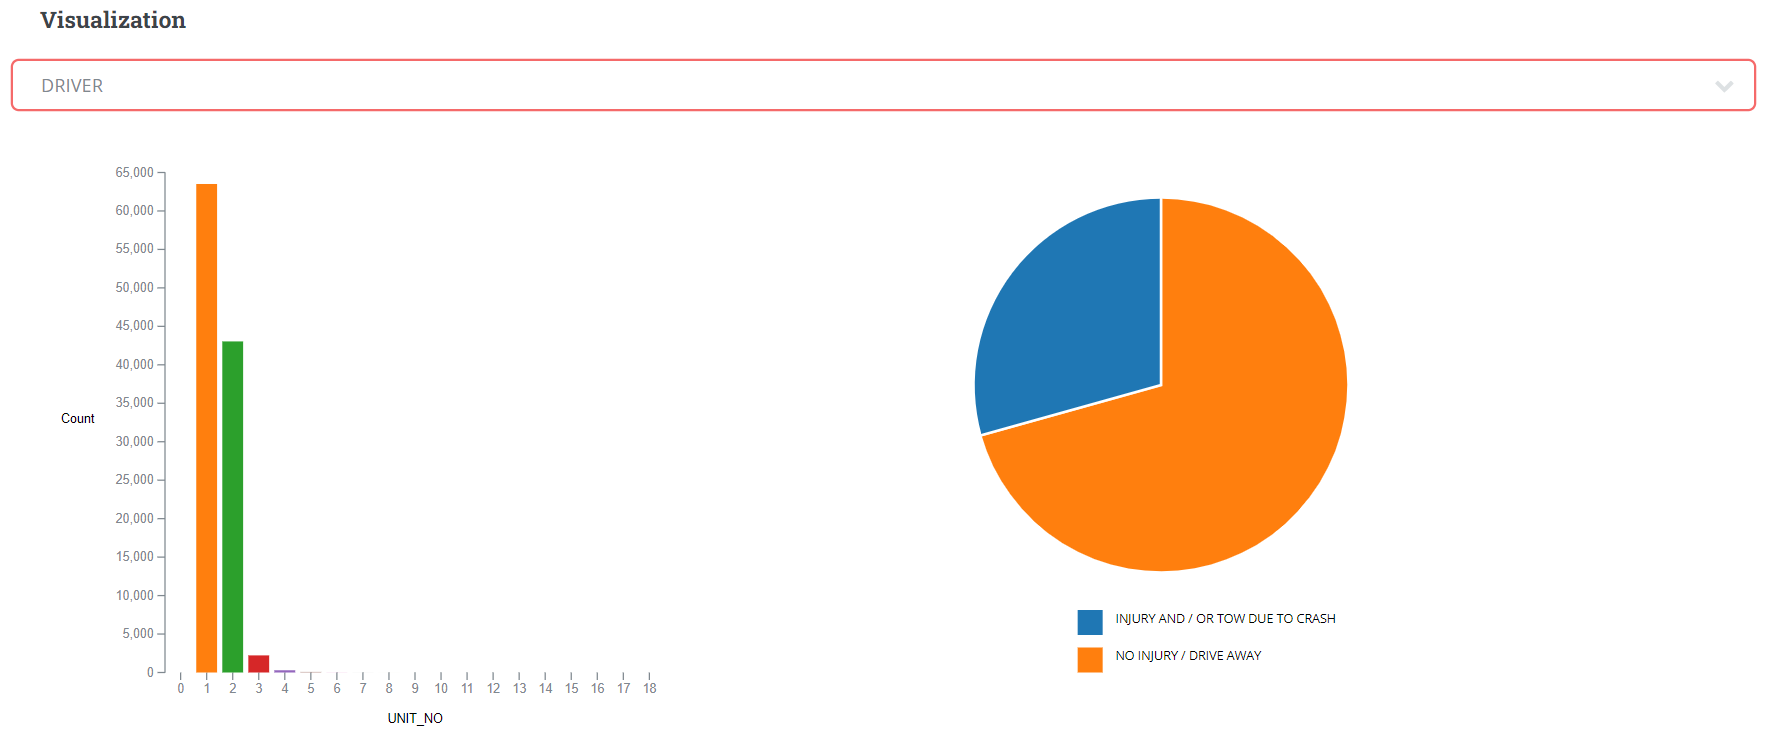 Visualization
DRIVER
65,000
60,000
55,000
50,000
45,000
40,000
35,000
30,000
25,000
20,000
15,000
10,000
5,000
0
Count
0 1 2 3 4 5 6 7 8 9 10 11 12 13 14 15 16 17 18
UNIT_NO
INJURY AND / OR TOW DUE TO CRASH
NO INJURY / DRIVE AWAY